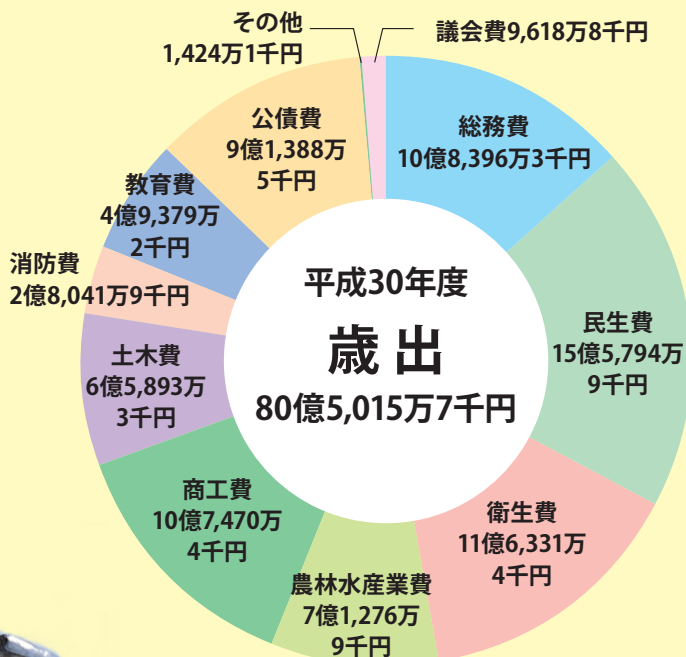 その他
1,424万1千円
議会費9,618万8千円
総務費
10億8,396万3千円
民生費
15億5,794万
9千円
衛生費
11億6,331万
4千円
農林水産業費
7億1,276万
9千円
商工費
10億7,470万
4千円
土木費
6億5,893万
3千円
消防費
2億8,041万9千円
教育費
4億9,379万
2千円
公債費
9億1,388万
5千円
平成30年度
歳出
80億5,015万7千円